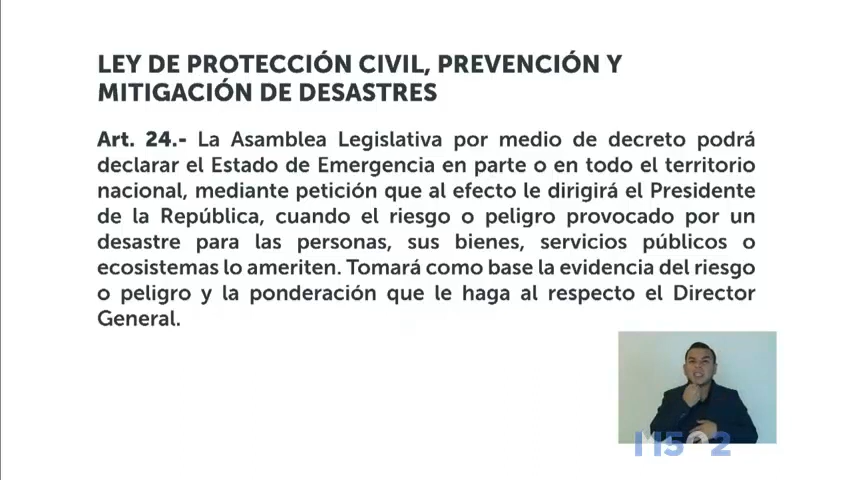 LEY DE PROTECCIÓN CIVIL, PREVENCIÓN Y
MITIGACIÓN DE DESASTRES
Art. 24.- La Asamblea Legislativa por medio de decreto podrá
declarar el Estado de Emergencia en parte o en todo el territorio
nacional, mediante petición que al efecto le dirigirá el Presidente
de la República, cuando el riesgo o peligro provocado por un
desastre para las personas, sus bienes, servicios públicos o
ecosistemas lo ameriten. Tomará como base la evidencia del riesgo
o peligro y la ponderación que le haga al respecto el Director
General.